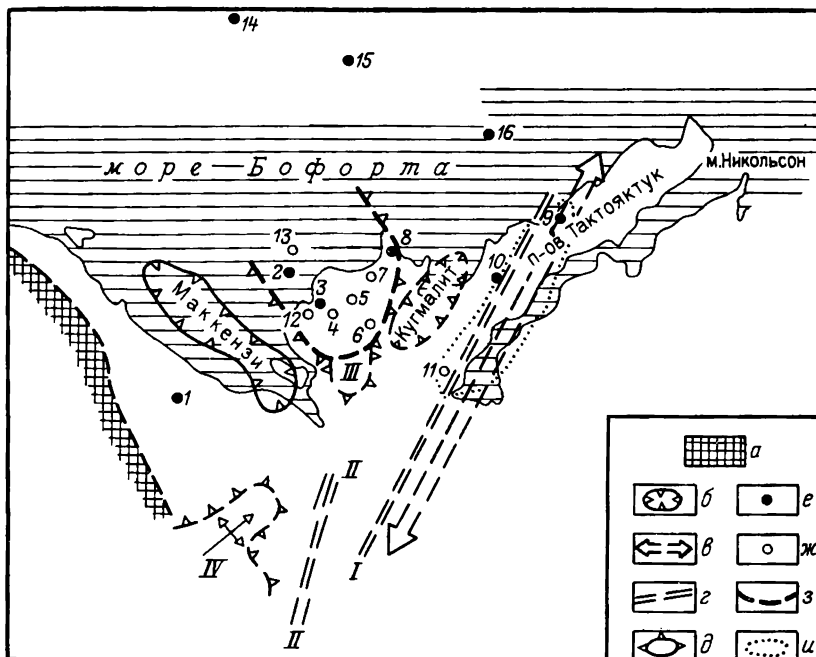 14
15
16
море Бофорта
м.Никольсон
п-ов Тактояктук
9
8
13
2
10
7
3
5
Кугмалит
Маккензи
12
4
6
III
11
1
II
IV
I
II
а
б
е
в
ж
г
з
д
и